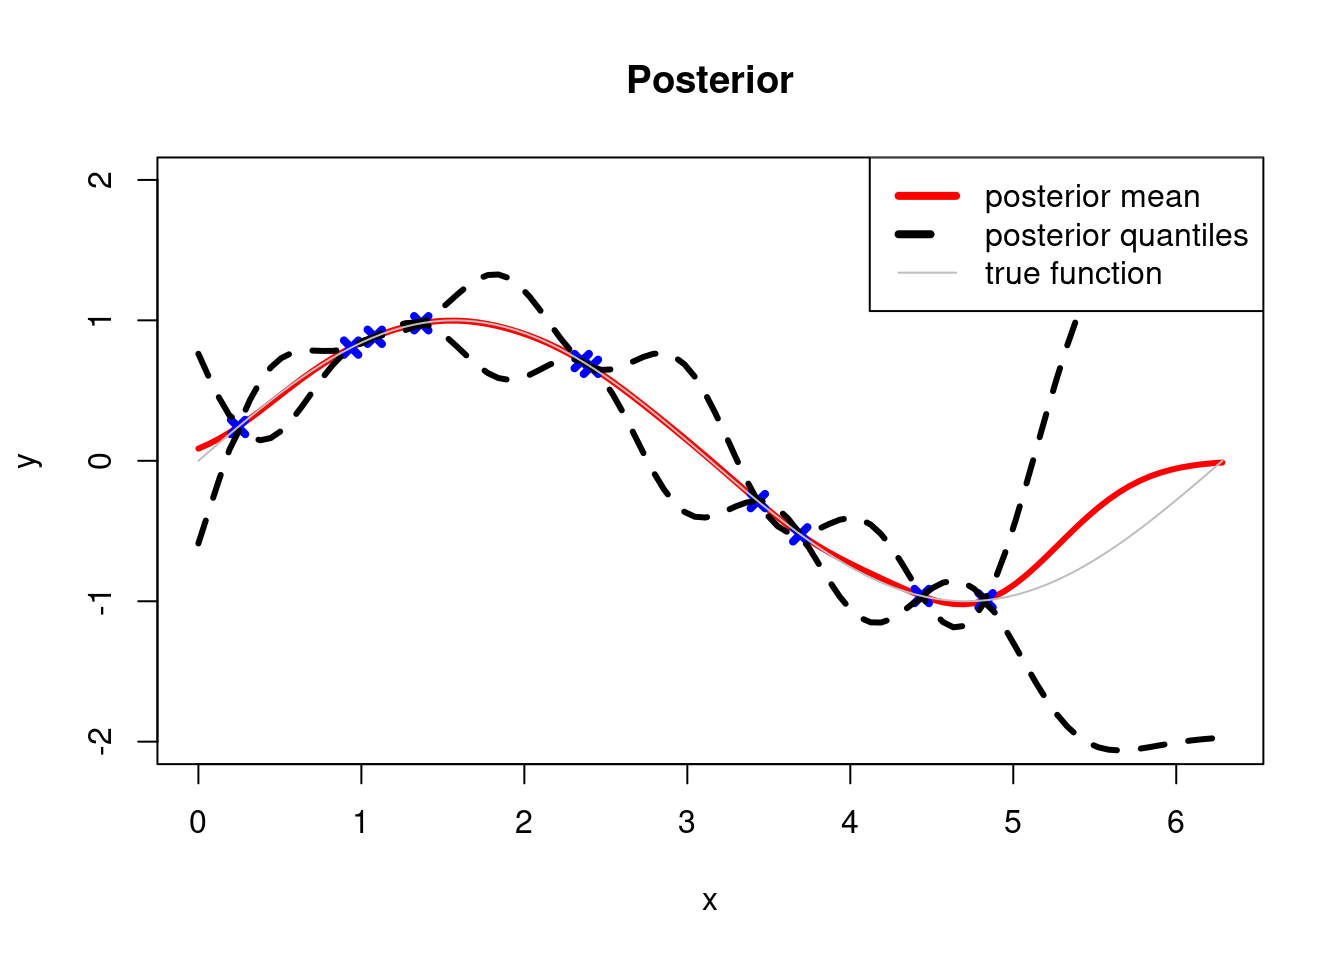 Posterior
posterior mean
posterior quantiles
true function
2
1
0
-1
-2
y
0 1 2 3 4 5 6
x